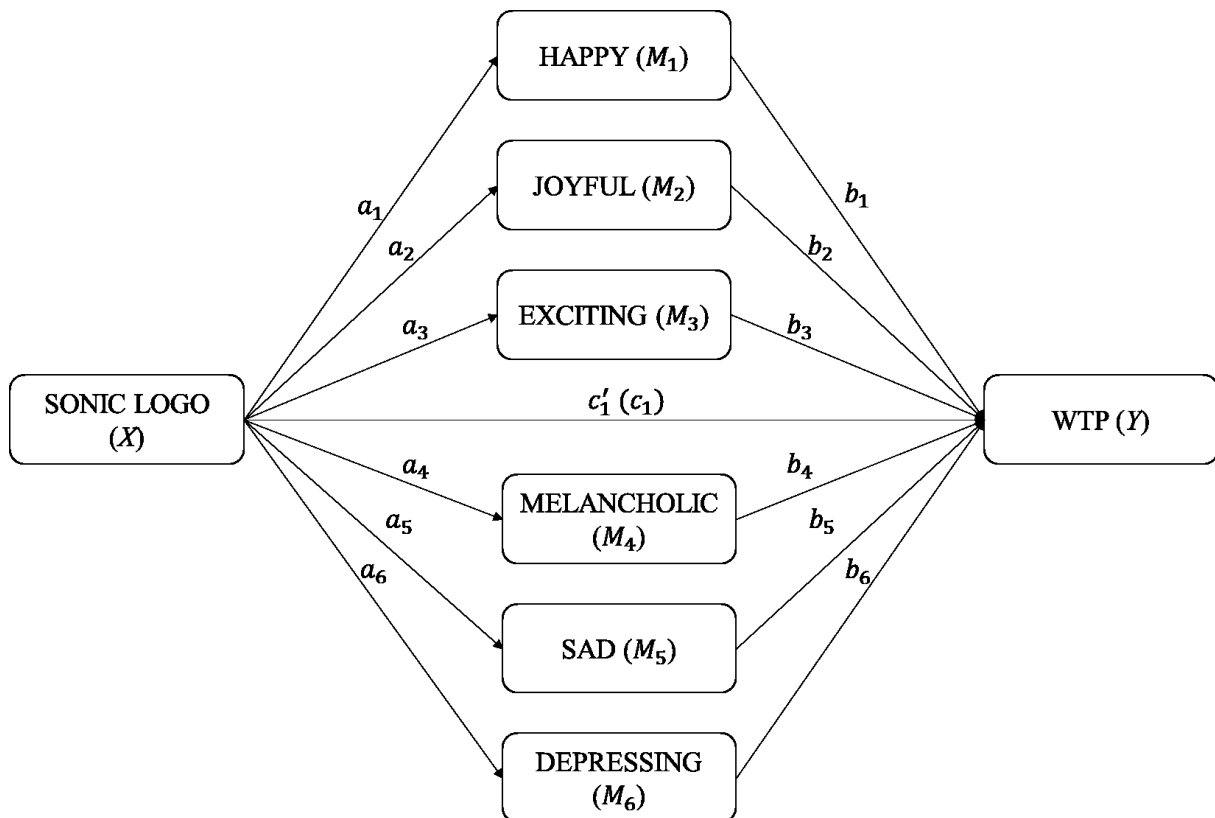 HAPPY (M₁)
JOYFUL (M₂)
EXCITING (M₃)
SONIC LOGO
(X)
MELANCHOLIC
(M₄)
SAD (M₅)
DEPRESSING
(M₆)
WTP (Y)
a₁
a₂
a₃
a₄
a₅
a₆
c′₁ (c₁)
b₁
b₂
b₃
b₄
b₅
b₆